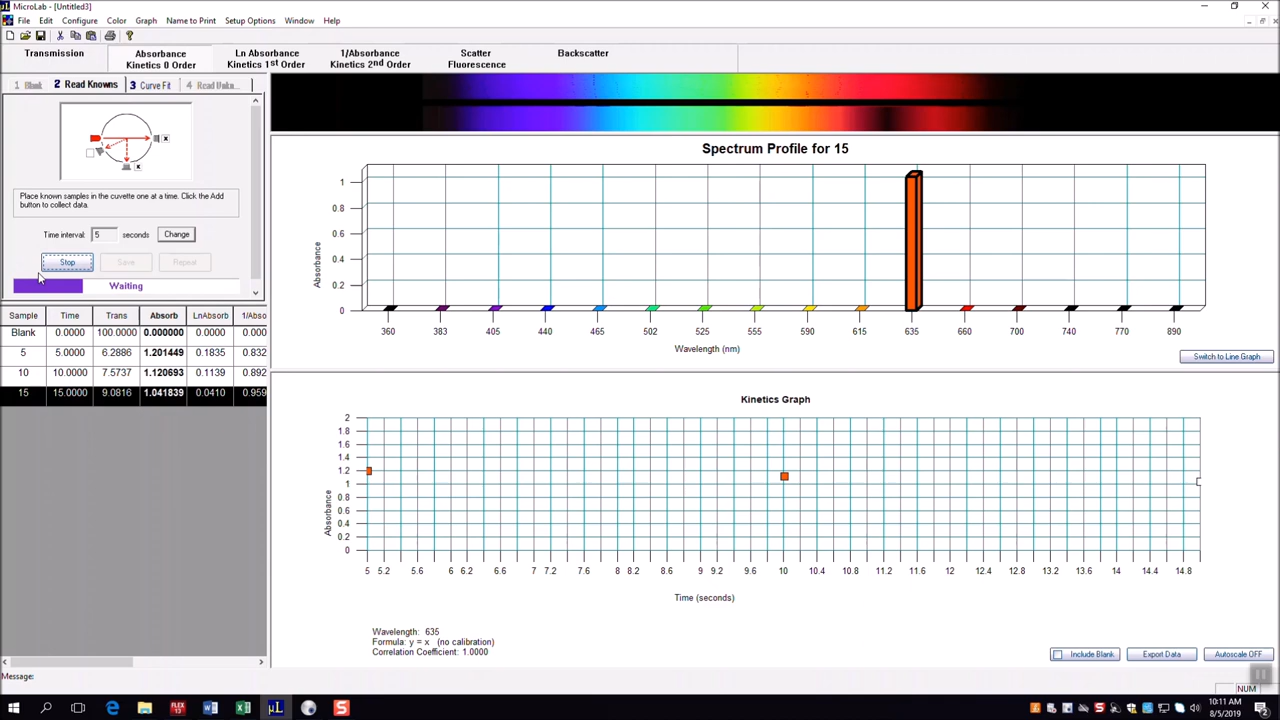 MicroLab - [Untitled3]
File Edit Configure Color Graph Name to Print Setup Options Window Help
Transmission
Absorbance
Kinetics 0 Order
Ln Absorbance
Kinetics 1st Order
1/Absorbance
Kinetics 2nd Order
Scatter
Fluorescence
Backscatter
1 Blank 2 Read Knowns 3 Curve Fit 4 Read Unkn...
Place known samples in the cuvette one at a time. Click the Add
button to collect data.
Time interval: 5 seconds Change
Stop Save Repeat
Waiting
Sample Time Trans Absorb LnAbsorb 1/Abso
Blank 0.0000 100.0000 0.000000 0.0000 0.000
5 5.0000 6.2886 1.201449 0.1835 0.832
10 10.0000 7.5737 1.120693 0.1139 0.892
15 15.0000 9.0816 1.041839 0.0410 0.959
Spectrum Profile for 15
Absorbance
1
0.8
0.6
0.4
0.2
0
360 383 405 440 465 502 525 555 590 615 635 660 700 740 770 890
Wavelength (nm)
Switch to Line Graph
Kinetics Graph
Absorbance
2
1.8
1.6
1.4
1.2
1
0.8
0.6
0.4
0.2
0
5 5.2 5.6 6 6.2 6.6 7 7.2 7.6 8 8.2 8.6 9 9.2 9.6 10 10.4 10.8 11.2 11.6 12 12.4 12.8 13.2 13.6 14 14.4 14.8
Time (seconds)
Wavelength: 635
Formula: y = x (no calibration)
Correlation Coefficient: 1.0000
Include Blank Export Data Autoscale OFF
Message:
NUM
FLEX
13
µL
S
10:11 AM
8/5/2019
2